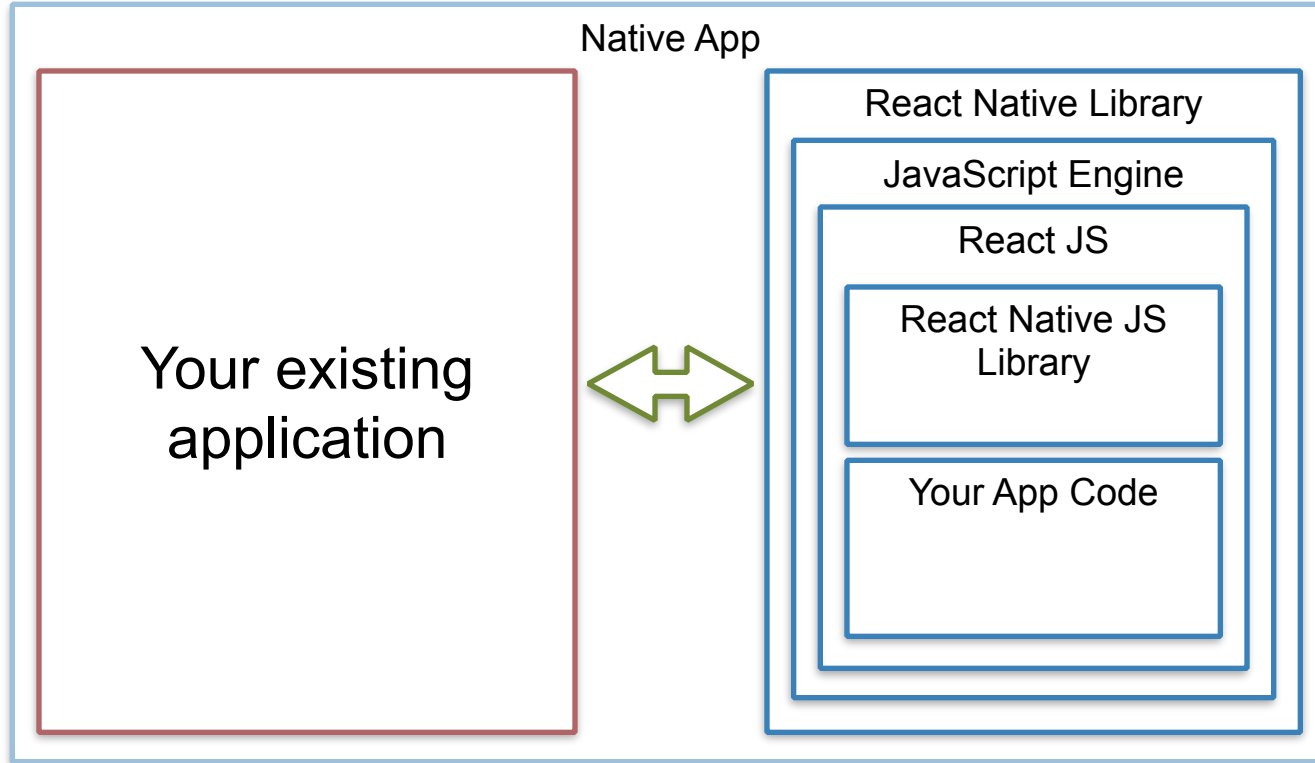 Native App
Your existing
application
React Native Library
JavaScript Engine
React JS
React Native JS
Library
Your App Code